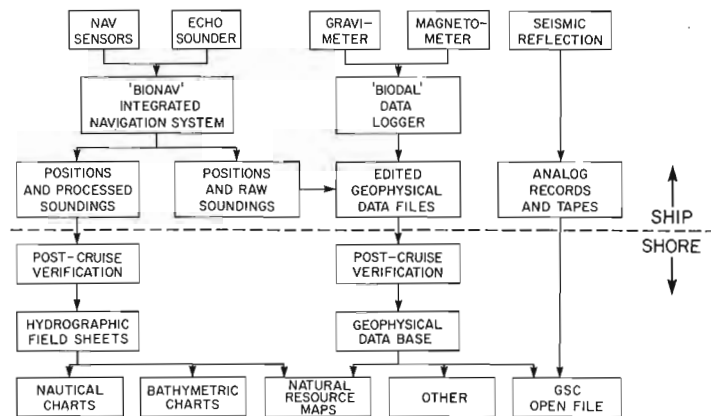 NAV
SENSORS
ECHO
SOUNDER
GRAVI-
METER
MAGNETO-
METER
SEISMIC
REFLECTION
'BIONAV'
INTEGRATED
NAVIGATION SYSTEM
'BIODAL'
DATA
LOGGER
POSITIONS
AND PROCESSED
SOUNDINGS
POSITIONS
AND RAW
SOUNDINGS
EDITED
GEOPHYSICAL
DATA FILES
ANALOG
RECORDS
AND TAPES
SHIP
SHORE
POST-CRUISE
VERIFICATION
POST-CRUISE
VERIFICATION
HYDROGRAPHIC
FIELD SHEETS
GEOPHYSICAL
DATA BASE
NAUTICAL
CHARTS
BATHYMETRIC
CHARTS
NATURAL
RESOURCE
MAPS
OTHER
GSC
OPEN FILE